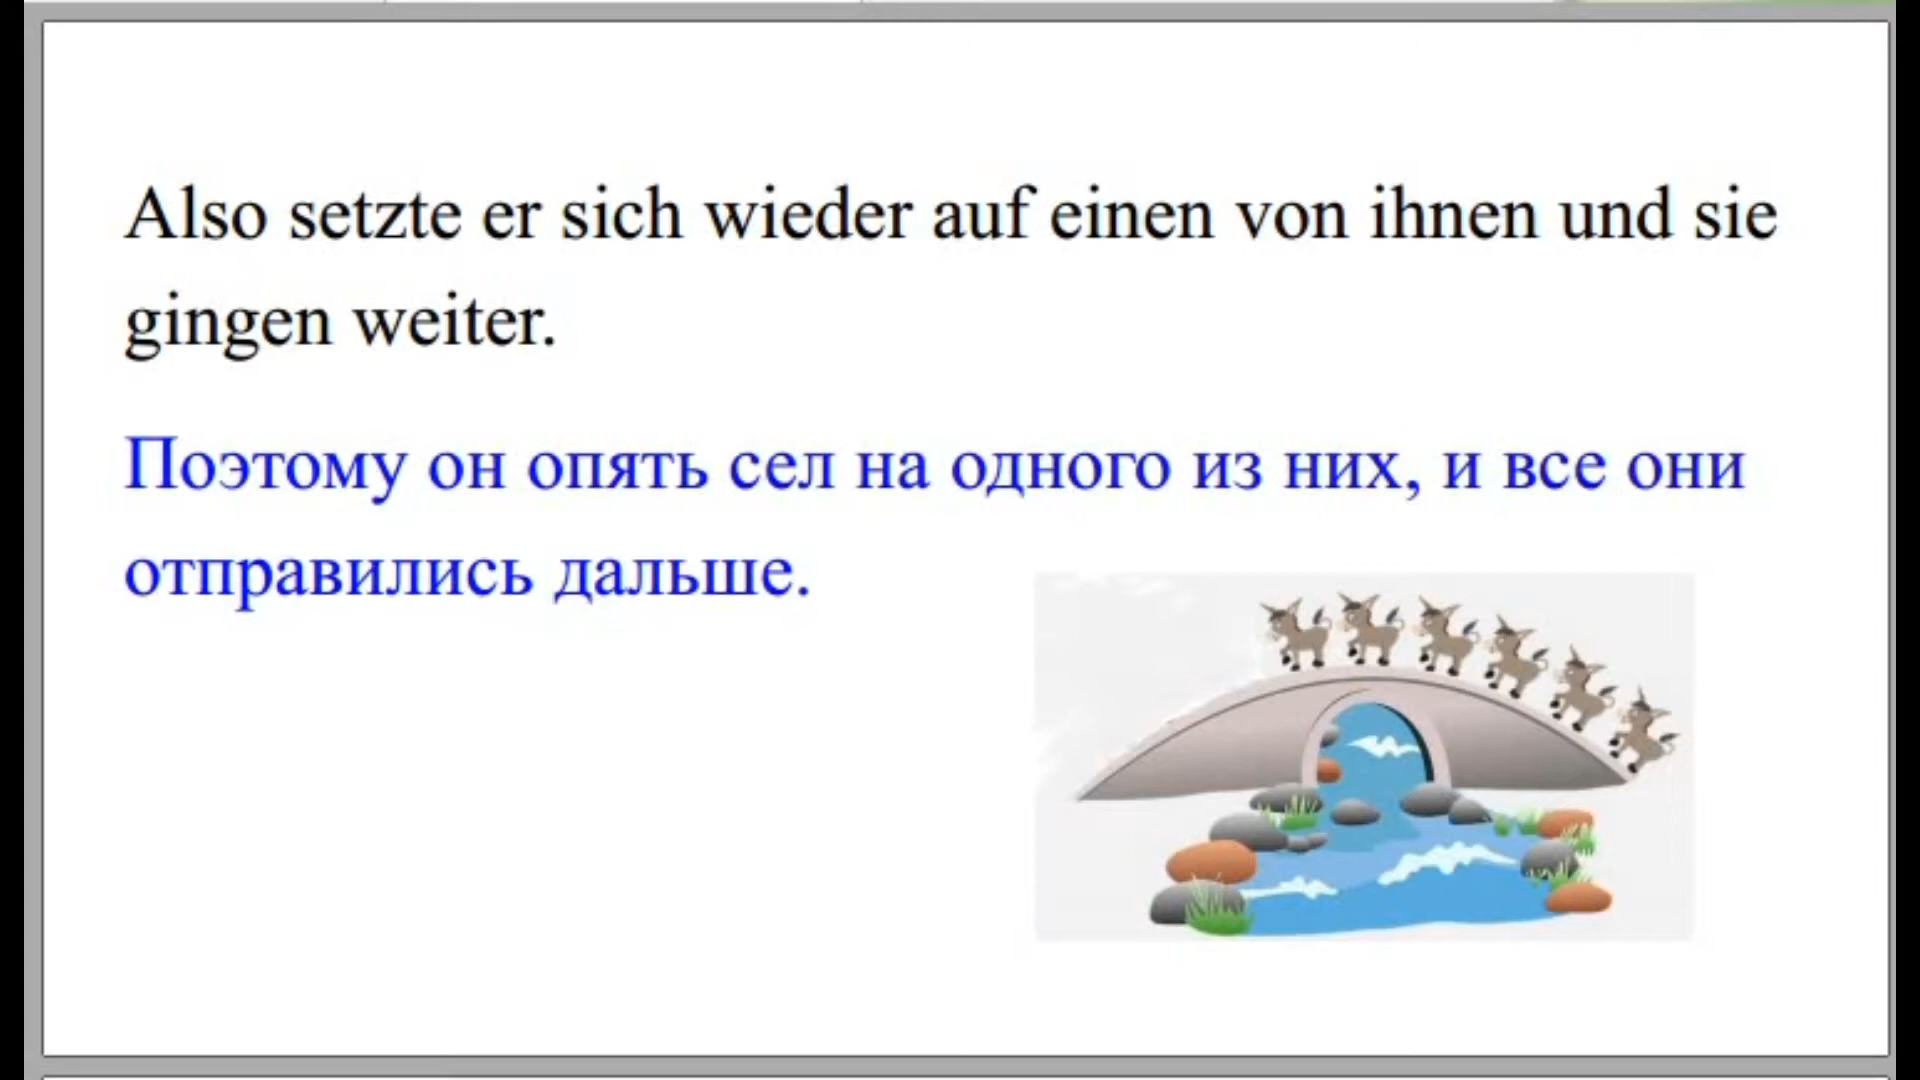 Also setzte er sich wieder auf einen von ihnen und sie
gingen weiter.
Поэтому он опять сел на одного из них, и все они
отправились дальше.